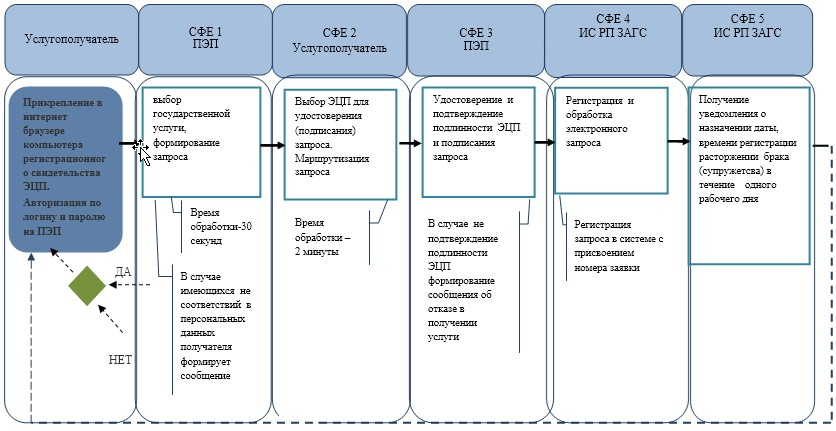 Услугополучатель
СФЕ 1
ПЭП
СФЕ 2
Услугополучатель
СФЕ 3
ПЭП
СФЕ 4
ИС РП ЗАГС
СФЕ 5
ИС РП ЗАГС
Прикрепление в
интернет
браузере
компьютера
регистрационног
о свидетельства
ЭЦП.
Авторизация по
логину и паролю
на ПЭП
выбор
государственной
услуги,
формирование
запроса
Выбор ЭЦП для
удостоверения
(подписания)
запроса.
Маршрутизация
запроса
Удостоверение и
подтверждение
подлинности ЭЦП
и подписания
запроса
Регистрация и
обработка
электронного
запроса
Получение
уведомления о
назначении даты,
времени регистрации
расторжении брака
(супружетсва) в
течение одного
рабочего дня
Время
обработки-30
секунд
Время
обработки –
2 минуты
В случае не
подтверждение
подлинности
ЭЦП
формирование
сообщения об
отказе в
получении
услуги
Регистрация
запроса в системе с
присвоением
номера заявки
ДА
В случае
имеющихся не
соответствий в
персональных
данных
получателя
формирует
сообщение
НЕТ